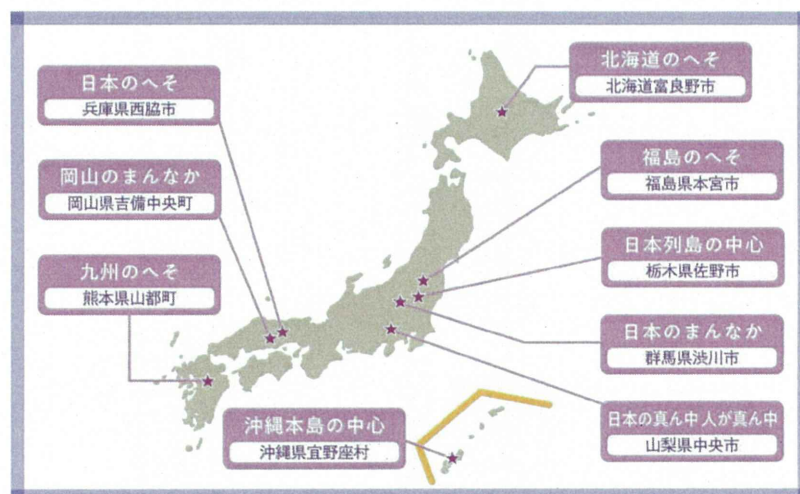 日本のへそ
兵庫県西脇市
岡山のまんなか
岡山県吉備中央町
九州のへそ
熊本県山都町
沖縄本島の中心
沖縄県宜野座村
北海道のへそ
北海道富良野市
福島のへそ
福島県本宮市
日本列島の中心
栃木県佐野市
日本のまんなか
群馬県渋川市
日本の真ん中 人が真ん中
山梨県中央市